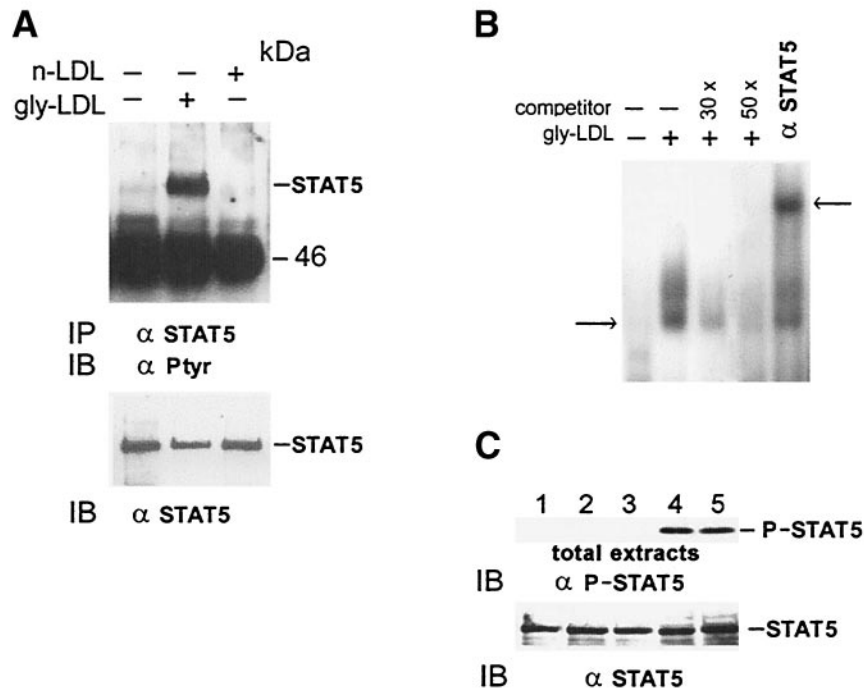 A
kDa
n-LDL – – +
gly-LDL – + –
–STAT5
– 46
IP α STAT5
IB α Ptyr
–STAT5
IB α STAT5
B
competitor – – 30 x 50 x α STAT5
gly-LDL – + + +
C
1 2 3 4 5
– P-STAT5
total extracts
IB α P-STAT5
–STAT5
IB α STAT5